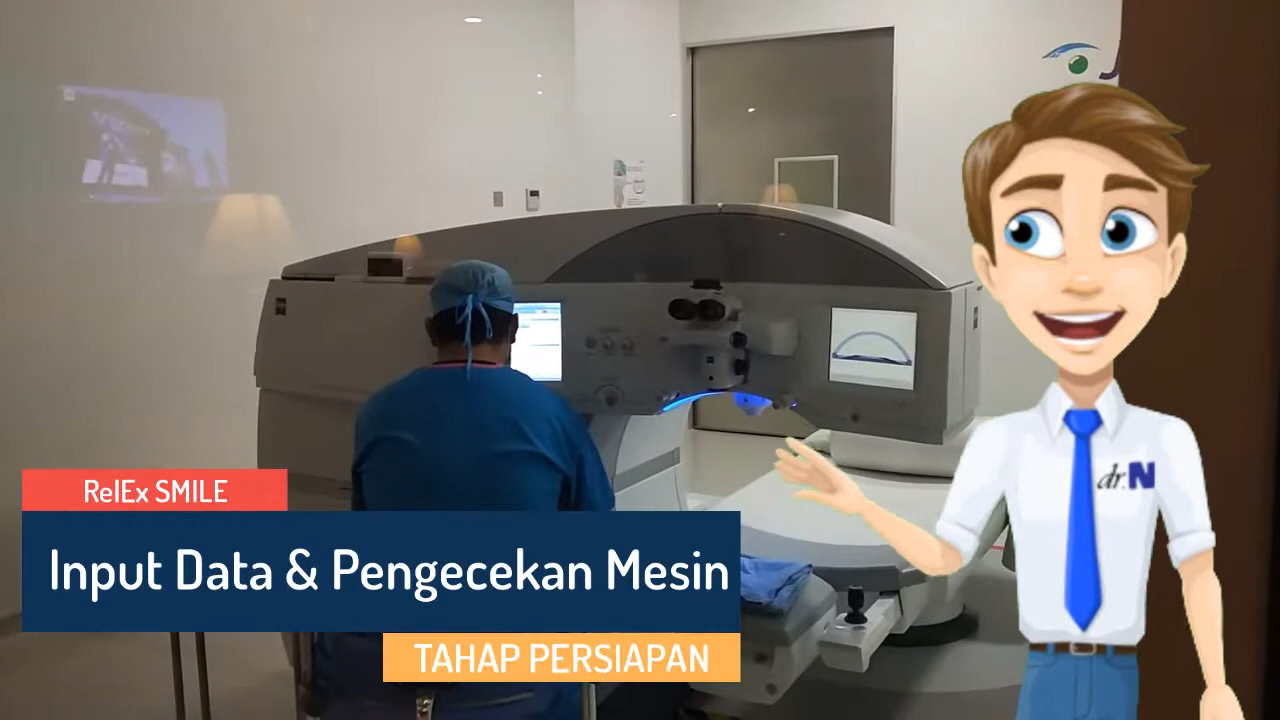 RelEx SMILE
Input Data & Pengecekan Mesin
TAHAP PERSIAPAN
dr.N